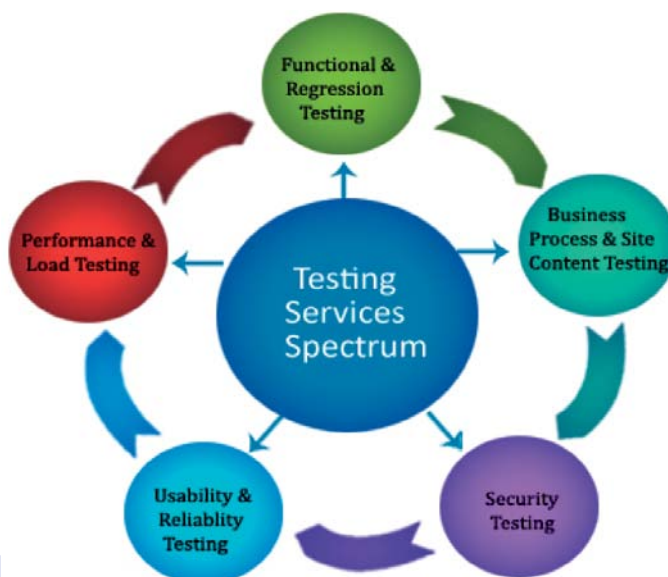 Functional &
Regression
Testing
Business
Process & Site
Content Testing
Performance &
Load Testing
Testing
Services
Spectrum
Usability &
Reliablity
Testing
Security
Testing